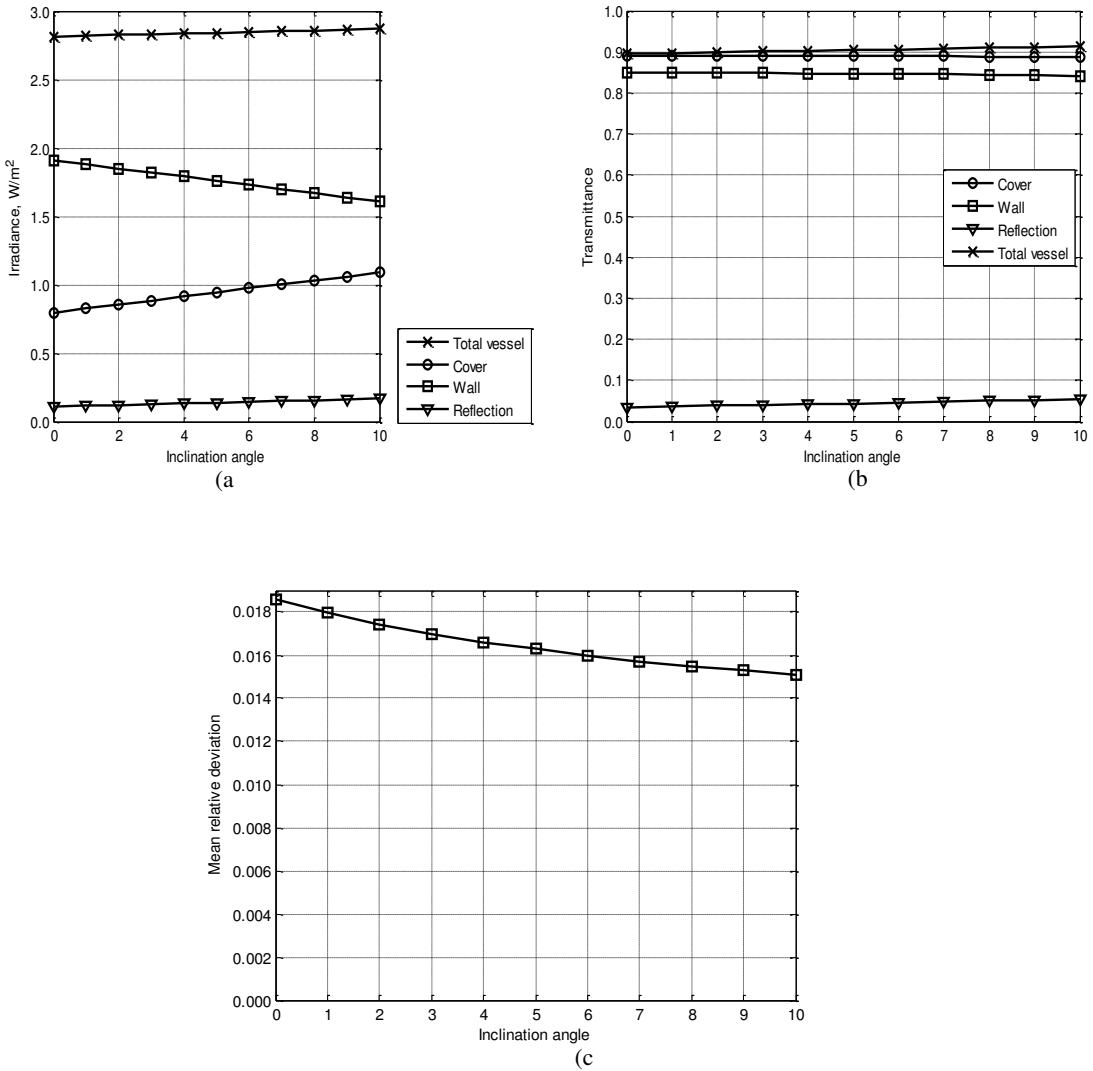 3.0
2.5
2.0
1.5
1.0
0.5
0.0
Irradiance, W/m²
0 2 4 6 8 10
Inclination angle
Total vessel
Cover
Wall
Reflection
(a
1.0
0.9
0.8
0.7
0.6
0.5
0.4
0.3
0.2
0.1
0.0
Transmittance
0 1 2 3 4 5 6 7 8 9 10
Inclination angle
Cover
Wall
Reflection
Total vessel
(b
0.018
0.016
0.014
0.012
0.010
0.008
0.006
0.004
0.002
0.000
Mean relative deviation
0 1 2 3 4 5 6 7 8 9 10
Inclination angle
(c